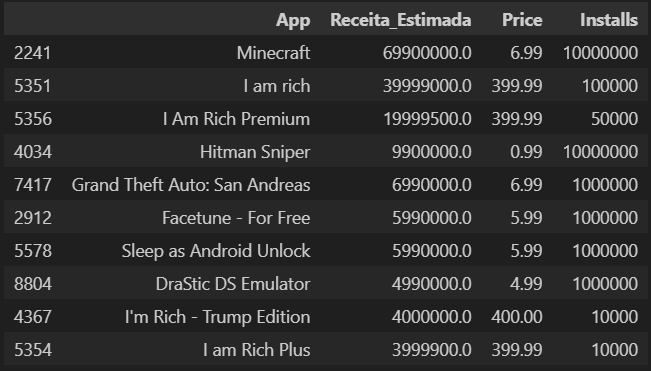 App Receita_Estimada Price Installs
2241 Minecraft 69900000.0 6.99 10000000
5351 I am rich 39999000.0 399.99 100000
5356 I Am Rich Premium 19999500.0 399.99 50000
4034 Hitman Sniper 9900000.0 0.99 10000000
7417 Grand Theft Auto: San Andreas 6990000.0 6.99 1000000
2912 Facetune - For Free 5990000.0 5.99 1000000
5578 Sleep as Android Unlock 5990000.0 5.99 1000000
8804 DraStic DS Emulator 4990000.0 4.99 1000000
4367 I'm Rich - Trump Edition 4000000.0 400.00 10000
5354 I am Rich Plus 3999900.0 399.99 10000